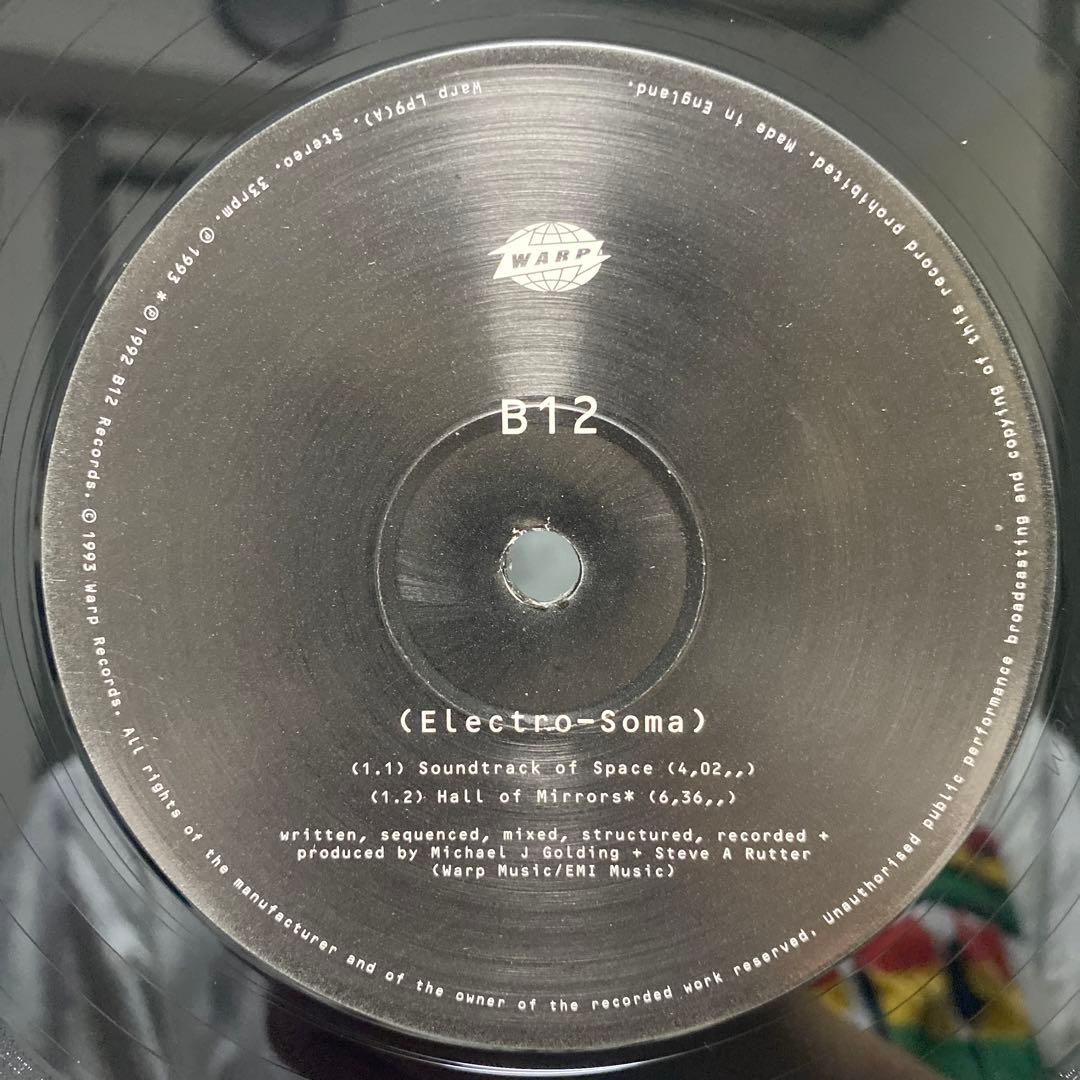 WARP
B12
(Electro-Soma)
(1.1) Soundtrack of Space (4,02,,)
(1.2) Hall of Mirrors* (6,36,,)
written, sequenced, mixed, structured, recorded +
produced by Michael J Golding + Steve A Rutter
(Warp Music/EMI Music)
Warp LP9(A). Stereo. 33rpm. ℗ 1993 *℗ 1992 B12 Records. © 1993 Warp Records. All rights of the manufacturer and of the owner of the recorded work reserved. Unauthorised public performance broadcasting and copying of this record prohibited. Made in England.